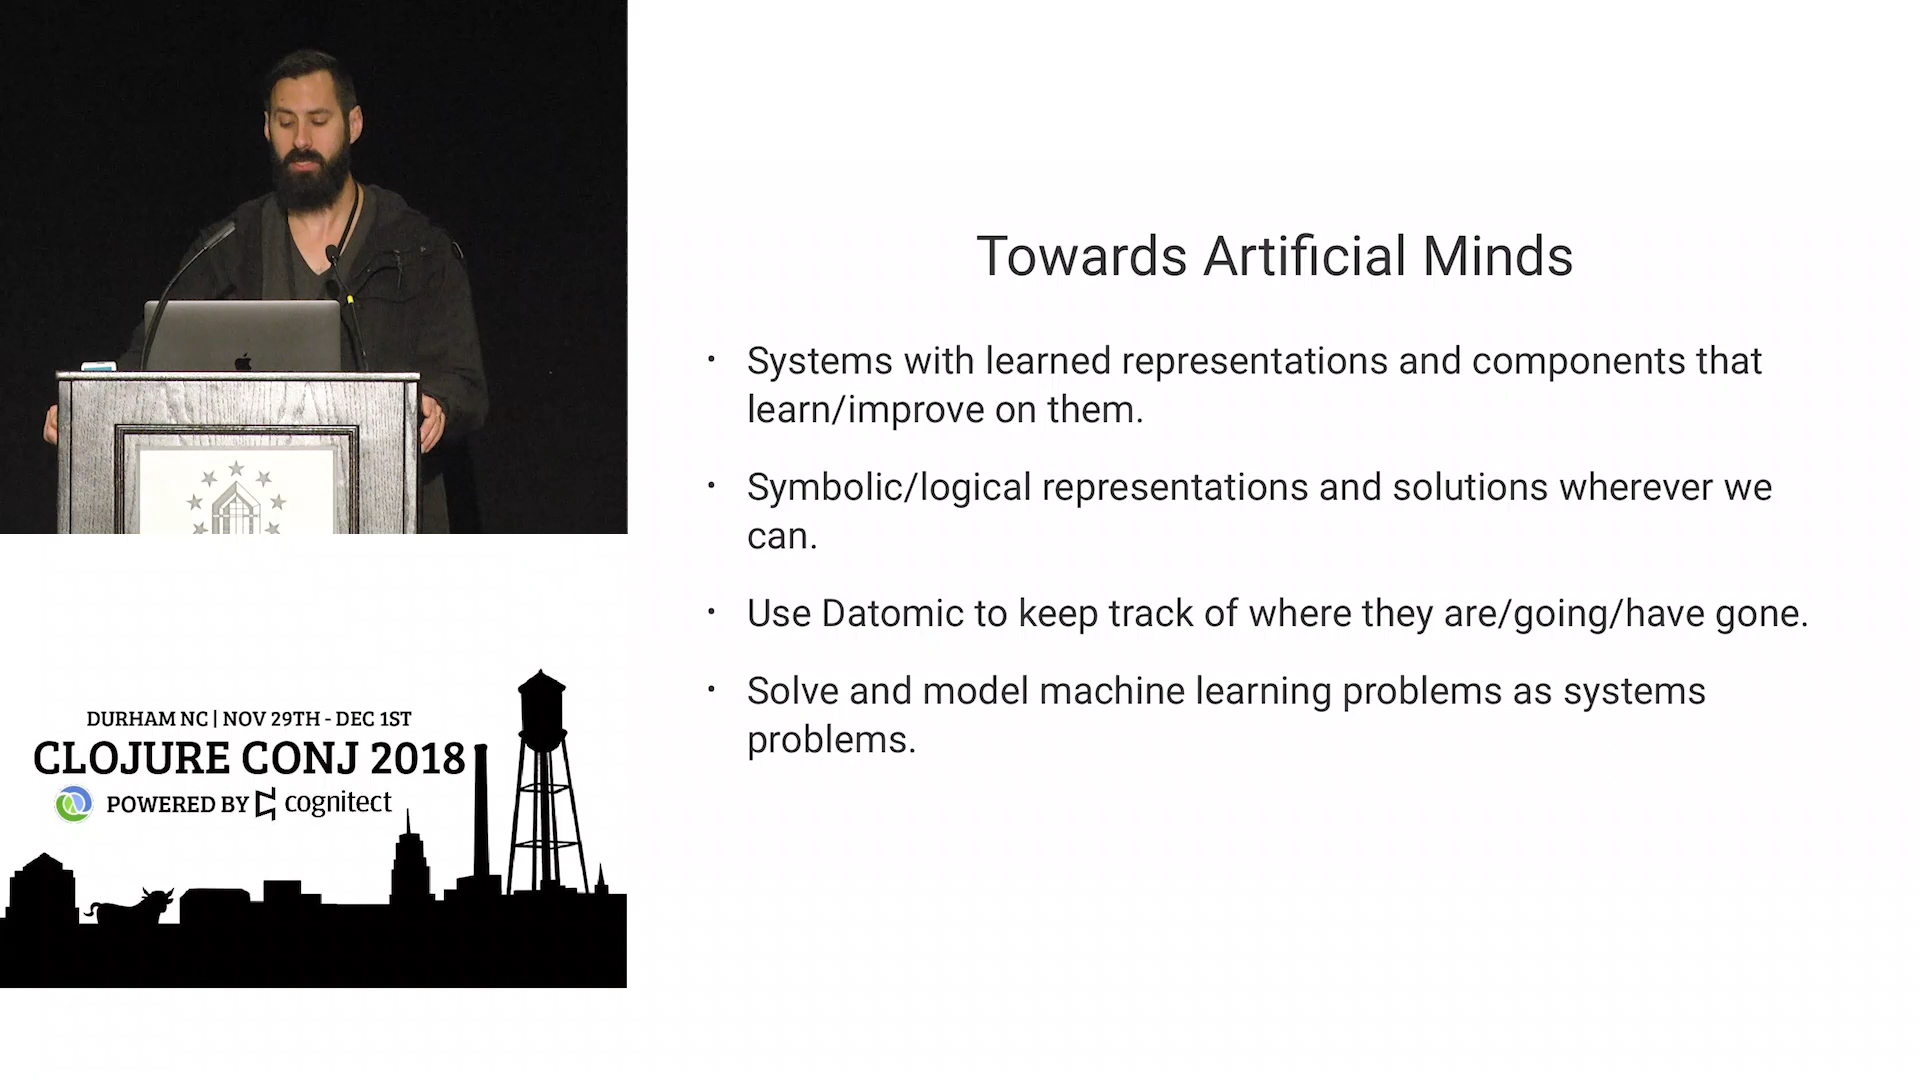 Towards Artificial Minds
• Systems with learned representations and components that
learn/improve on them.
• Symbolic/logical representations and solutions wherever we
can.
• Use Datomic to keep track of where they are/going/have gone.
• Solve and model machine learning problems as systems
problems.
DURHAM NC | NOV 29TH - DEC 1ST
CLOJURE CONJ 2018
POWERED BY cognitect